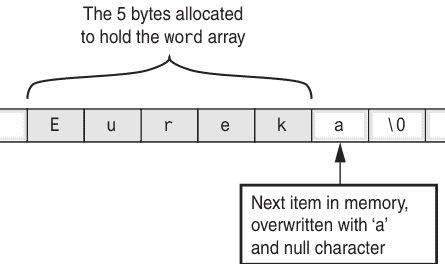 The 5 bytes allocated
to hold the word array
E u r e k a \0
Next item in memory,
overwritten with ‘a’
and null character